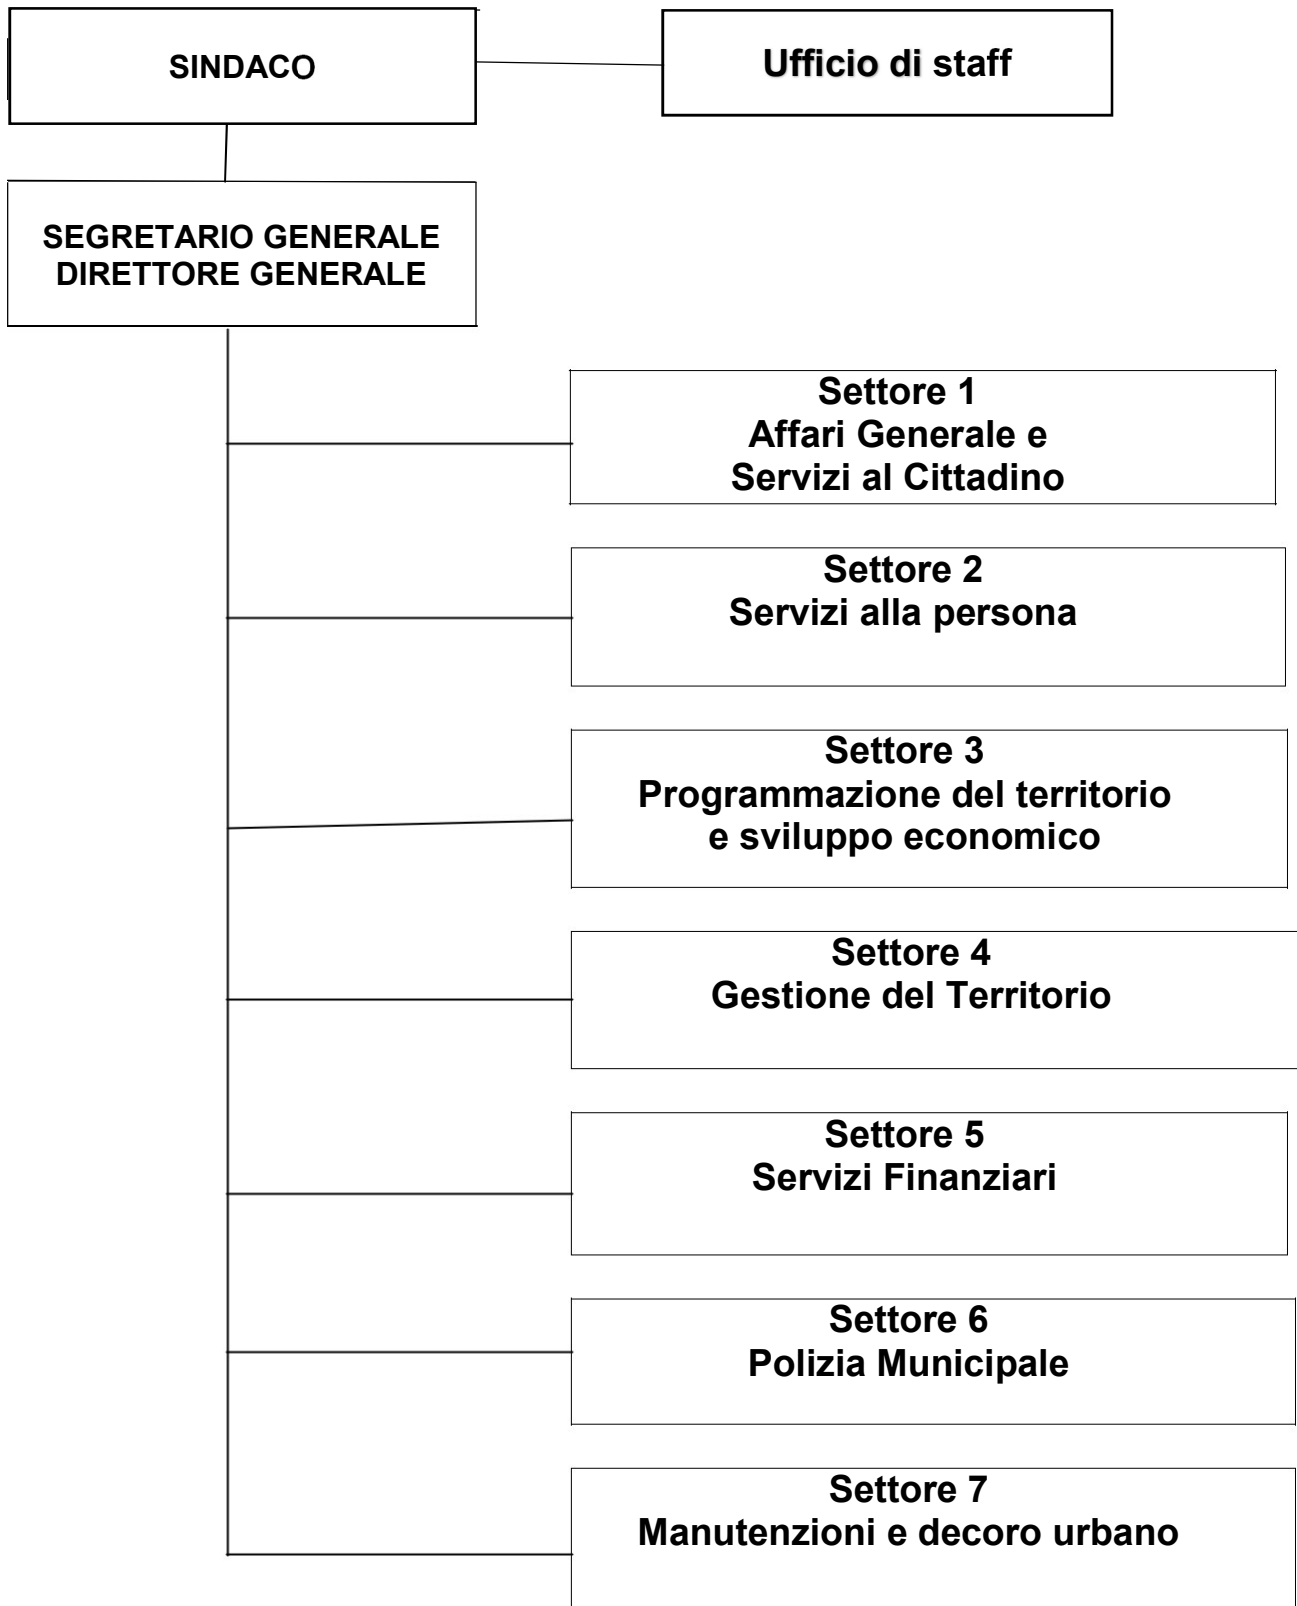 SINDACO
Ufficio di staff
SEGRETARIO GENERALE
DIRETTORE GENERALE
Settore 1
Affari Generale e
Servizi al Cittadino
Settore 2
Servizi alla persona
Settore 3
Programmazione del territorio
e sviluppo economico
Settore 4
Gestione del Territorio
Settore 5
Servizi Finanziari
Settore 6
Polizia Municipale
Settore 7
Manutenzioni e decoro urbano